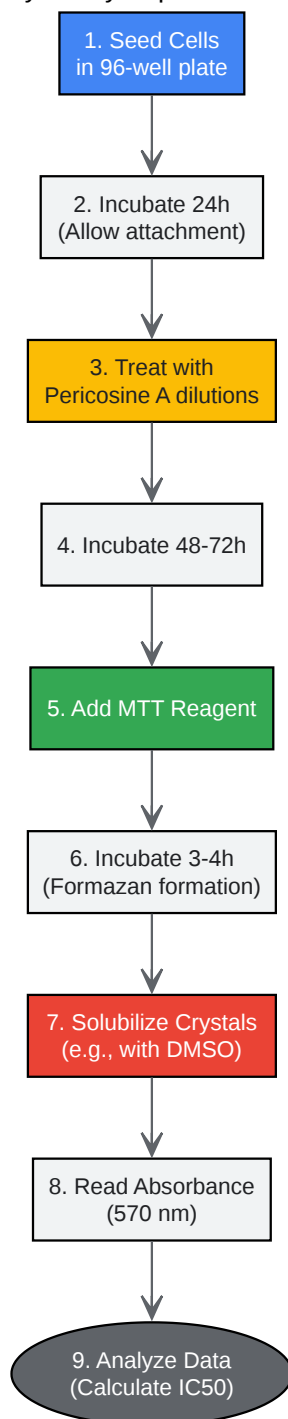 1. Seed Cells
in 96-well plate
2. Incubate 24h
(Allow attachment)
3. Treat with
Pericosine A dilutions
4. Incubate 48-72h
5. Add MTT Reagent
6. Incubate 3-4h
(Formazan formation)
7. Solubilize Crystals
(e.g., with DMSO)
8. Read Absorbance
(570 nm)
9. Analyze Data
(Calculate IC50)